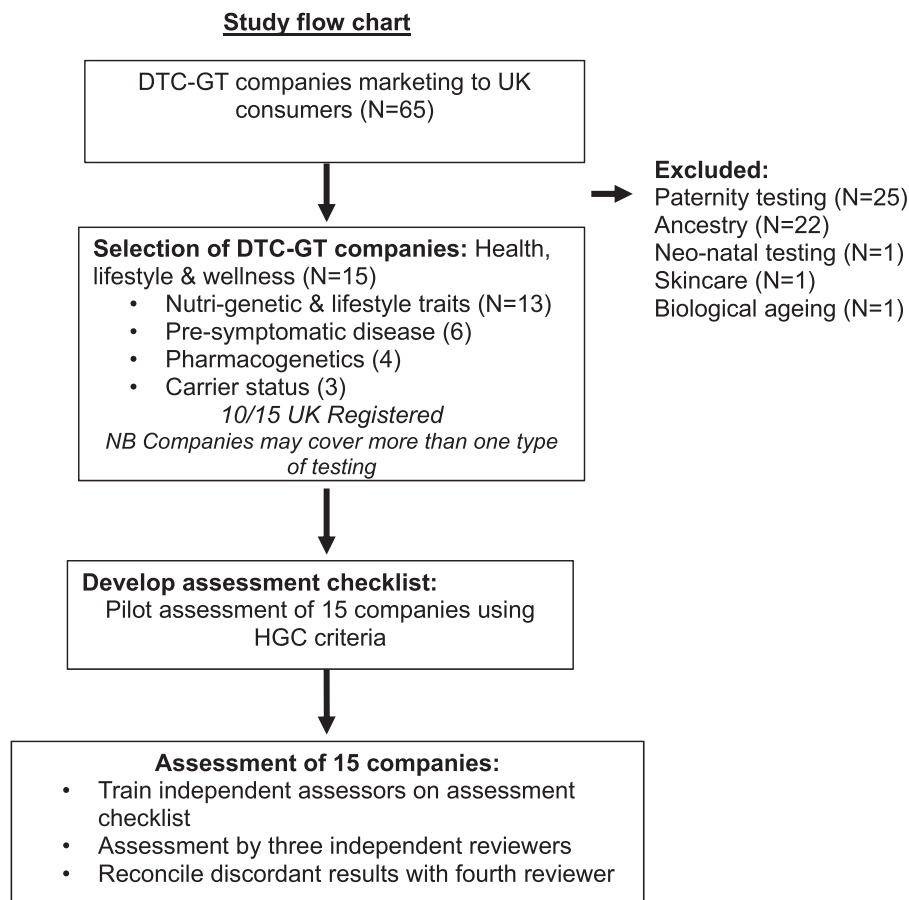 Study flow chart
DTC-GT companies marketing to UK
consumers (N=65)
Excluded:
Paternity testing (N=25)
Ancestry (N=22)
Neo-natal testing (N=1)
Skincare (N=1)
Biological ageing (N=1)
Selection of DTC-GT companies: Health,
lifestyle & wellness (N=15)
• Nutri-genetic & lifestyle traits (N=13)
• Pre-symptomatic disease (6)
• Pharmacogenetics (4)
• Carrier status (3)
10/15 UK Registered
NB Companies may cover more than one type
of testing
Develop assessment checklist:
Pilot assessment of 15 companies using
HGC criteria
Assessment of 15 companies:
• Train independent assessors on assessment
checklist
• Assessment by three independent reviewers
• Reconcile discordant results with fourth reviewer